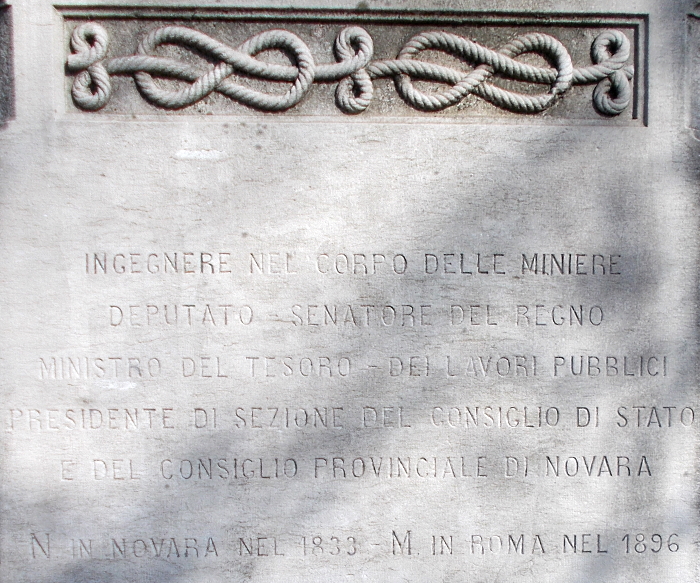 INGEGNERE NEL CORPO DELLE MINIERE
DEPUTATO - SENATORE DEL REGNO
MINISTRO DEL TESORO - DEI LAVORI PUBBLICI
PRESIDENTE DI SEZIONE DEL CONSIGLIO DI STATO
E DEL CONSIGLIO PROVINCIALE DI NOVARA
N. IN NOVARA NEL 1833 - M. IN ROMA NEL 1896